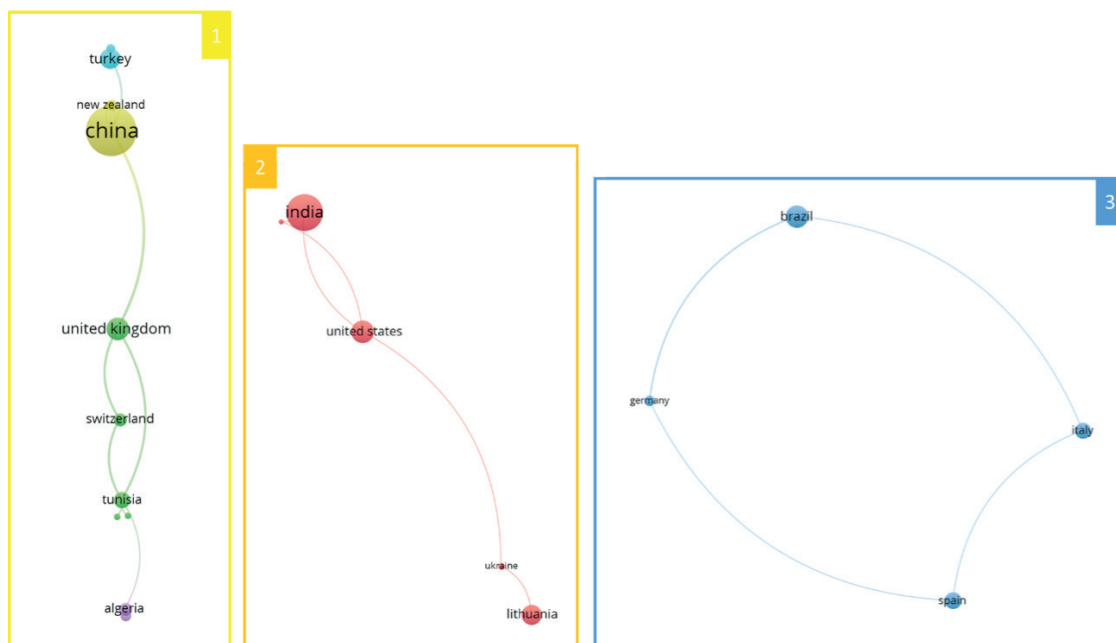 1
turkey
new zealand
china
united kingdom
switzerland
tunisia
algeria
2
india
united states
ukraine
lithuania
3
brazil
germany
italy
spain